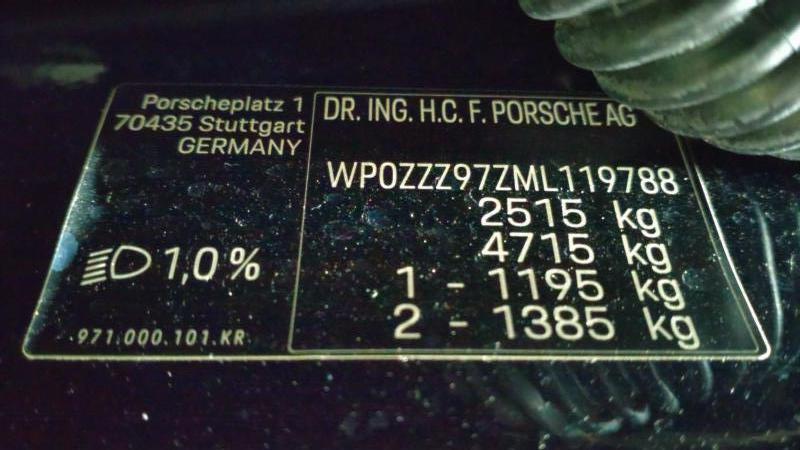 Porscheplatz 1
70435 Stuttgart
GERMANY
1,0 %
971.000.101.KR
DR. ING. H.C. F. PORSCHE AG
WP0ZZZ97ZML119788
2515 kg
4715 kg
1 - 1195 kg
2 - 1385 kg